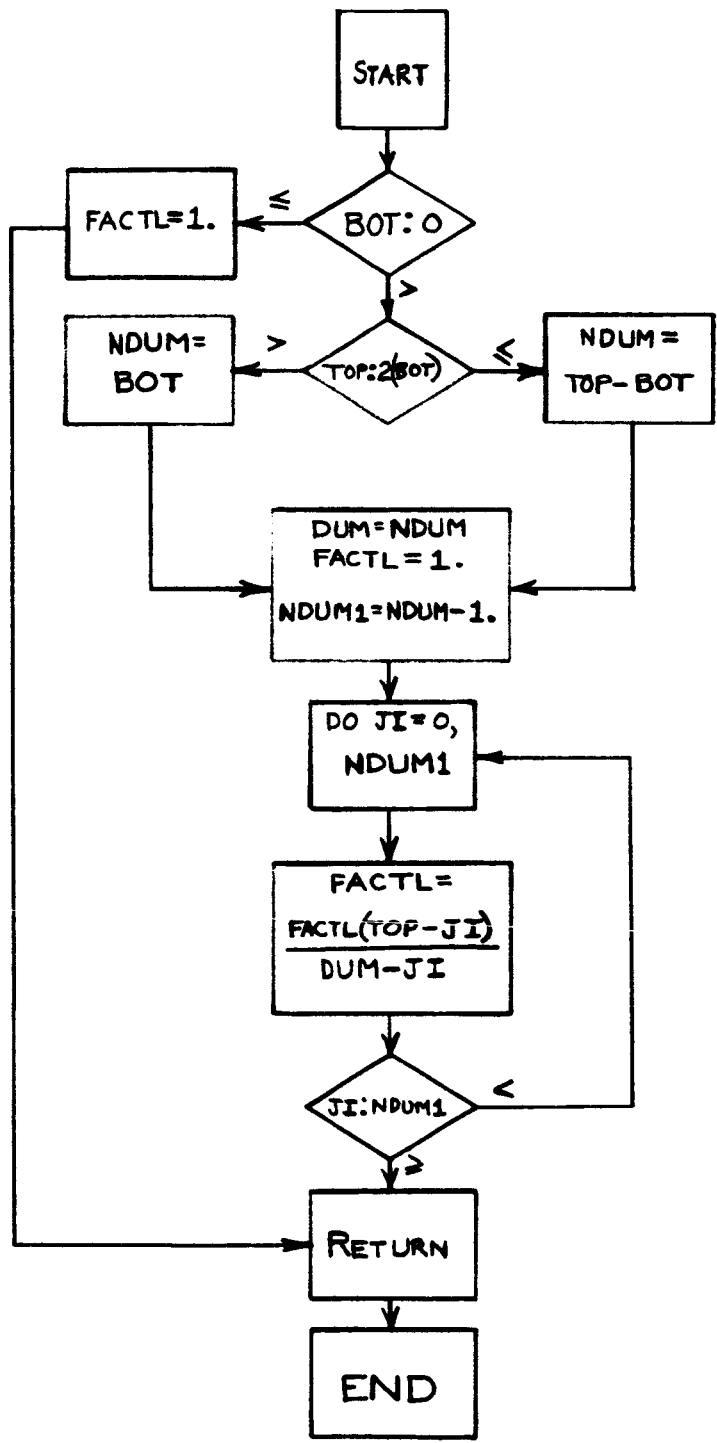 START
FACTL=1.
≤
BOT: 0
>
NDUM=
BOT
>
TOP:2(BOT)
≤
NDUM=
TOP-BOT
DUM=NDUM
FACTL=1.
NDUM1=NDUM-1.
DO JI=0,
NDUM1
FACTL=
FACTL(TOP-JI)
DUM-JI
JI:NDUM1
<
≥
RETURN
END